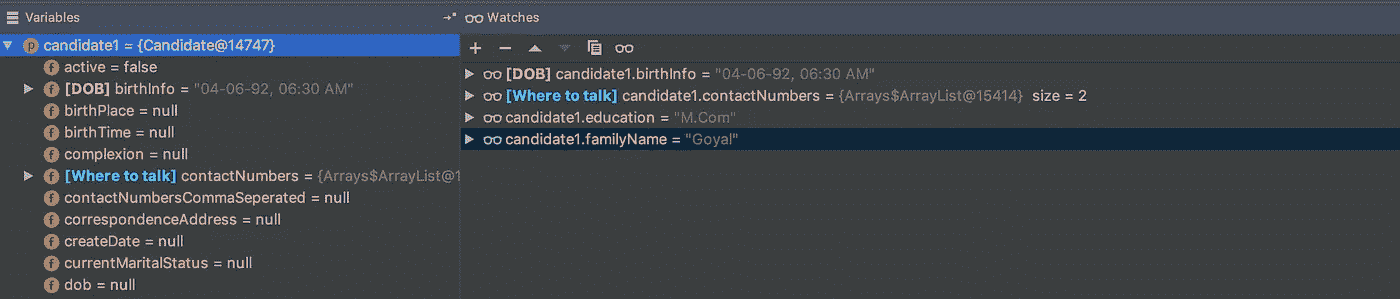 Variables
p candidate1 = {Candidate@14747}
f active = false
f [DOB] birthInfo = "04-06-92, 06:30 AM"
f birthPlace = null
f birthTime = null
f complexion = null
f [Where to talk] contactNumbers = {Arrays$ArrayList@1
f contactNumbersCommaSeperated = null
f correspondenceAddress = null
f createDate = null
f currentMaritalStatus = null
f dob = null
Watches
[DOB] candidate1.birthInfo = "04-06-92, 06:30 AM"
[Where to talk] candidate1.contactNumbers = {Arrays$ArrayList@15414} size = 2
candidate1.education = "M.Com"
candidate1.familyName = "Goyal"